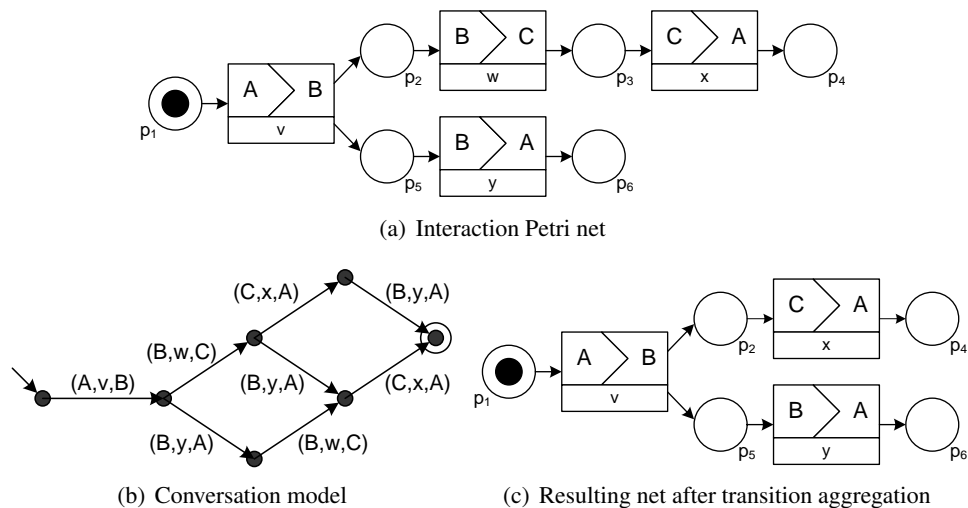 B C C A
p2 w p3 x p4
A B
p1 v
B A
p5 y p6
(a) Interaction Petri net
(C,x,A) (B,y,A)
(B,w,C)
(A,v,B) (B,y,A) (C,x,A)
(B,y,A) (B,w,C)
(b) Conversation model
C A
p2 x p4
A B
p1 v
B A
p5 y p6
(c) Resulting net after transition aggregation